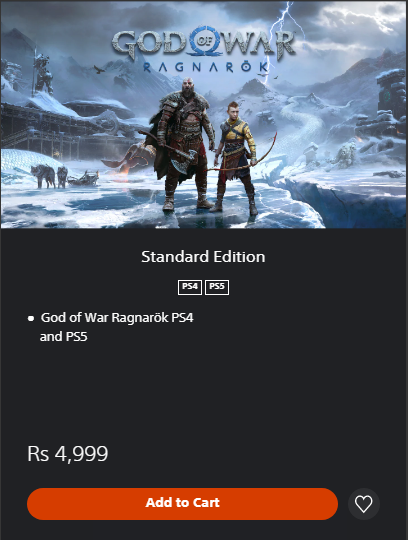 GOD OF WAR
RAGNARÖK
Standard Edition
PS4 PS5
• God of War Ragnarök PS4
and PS5
Rs 4,999
Add to Cart